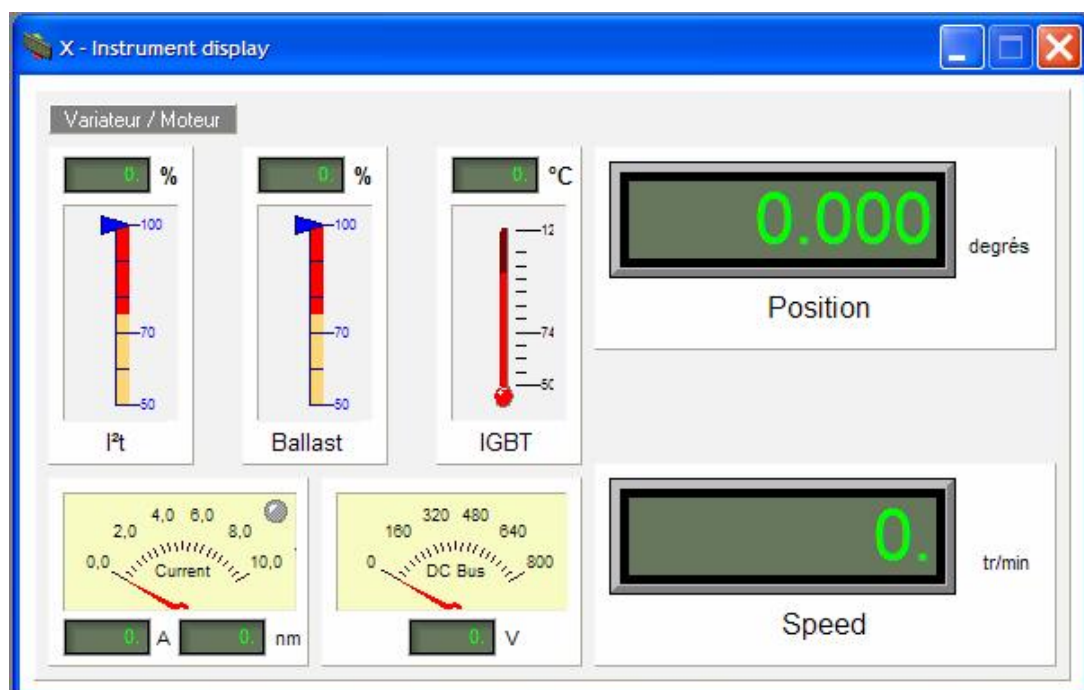 X - Instrument display
Variateur / Moteur
0. %
100
70
50
I²t
0. %
100
70
50
Ballast
0. °C
12
74
50
IGBT
0.000
degrés
Position
0,0 2,0 4,0 6,0 8,0 10,0
Current
0. A 0. nm
0 160 320 480 640 800
DC Bus
0. V
0.
tr/min
Speed